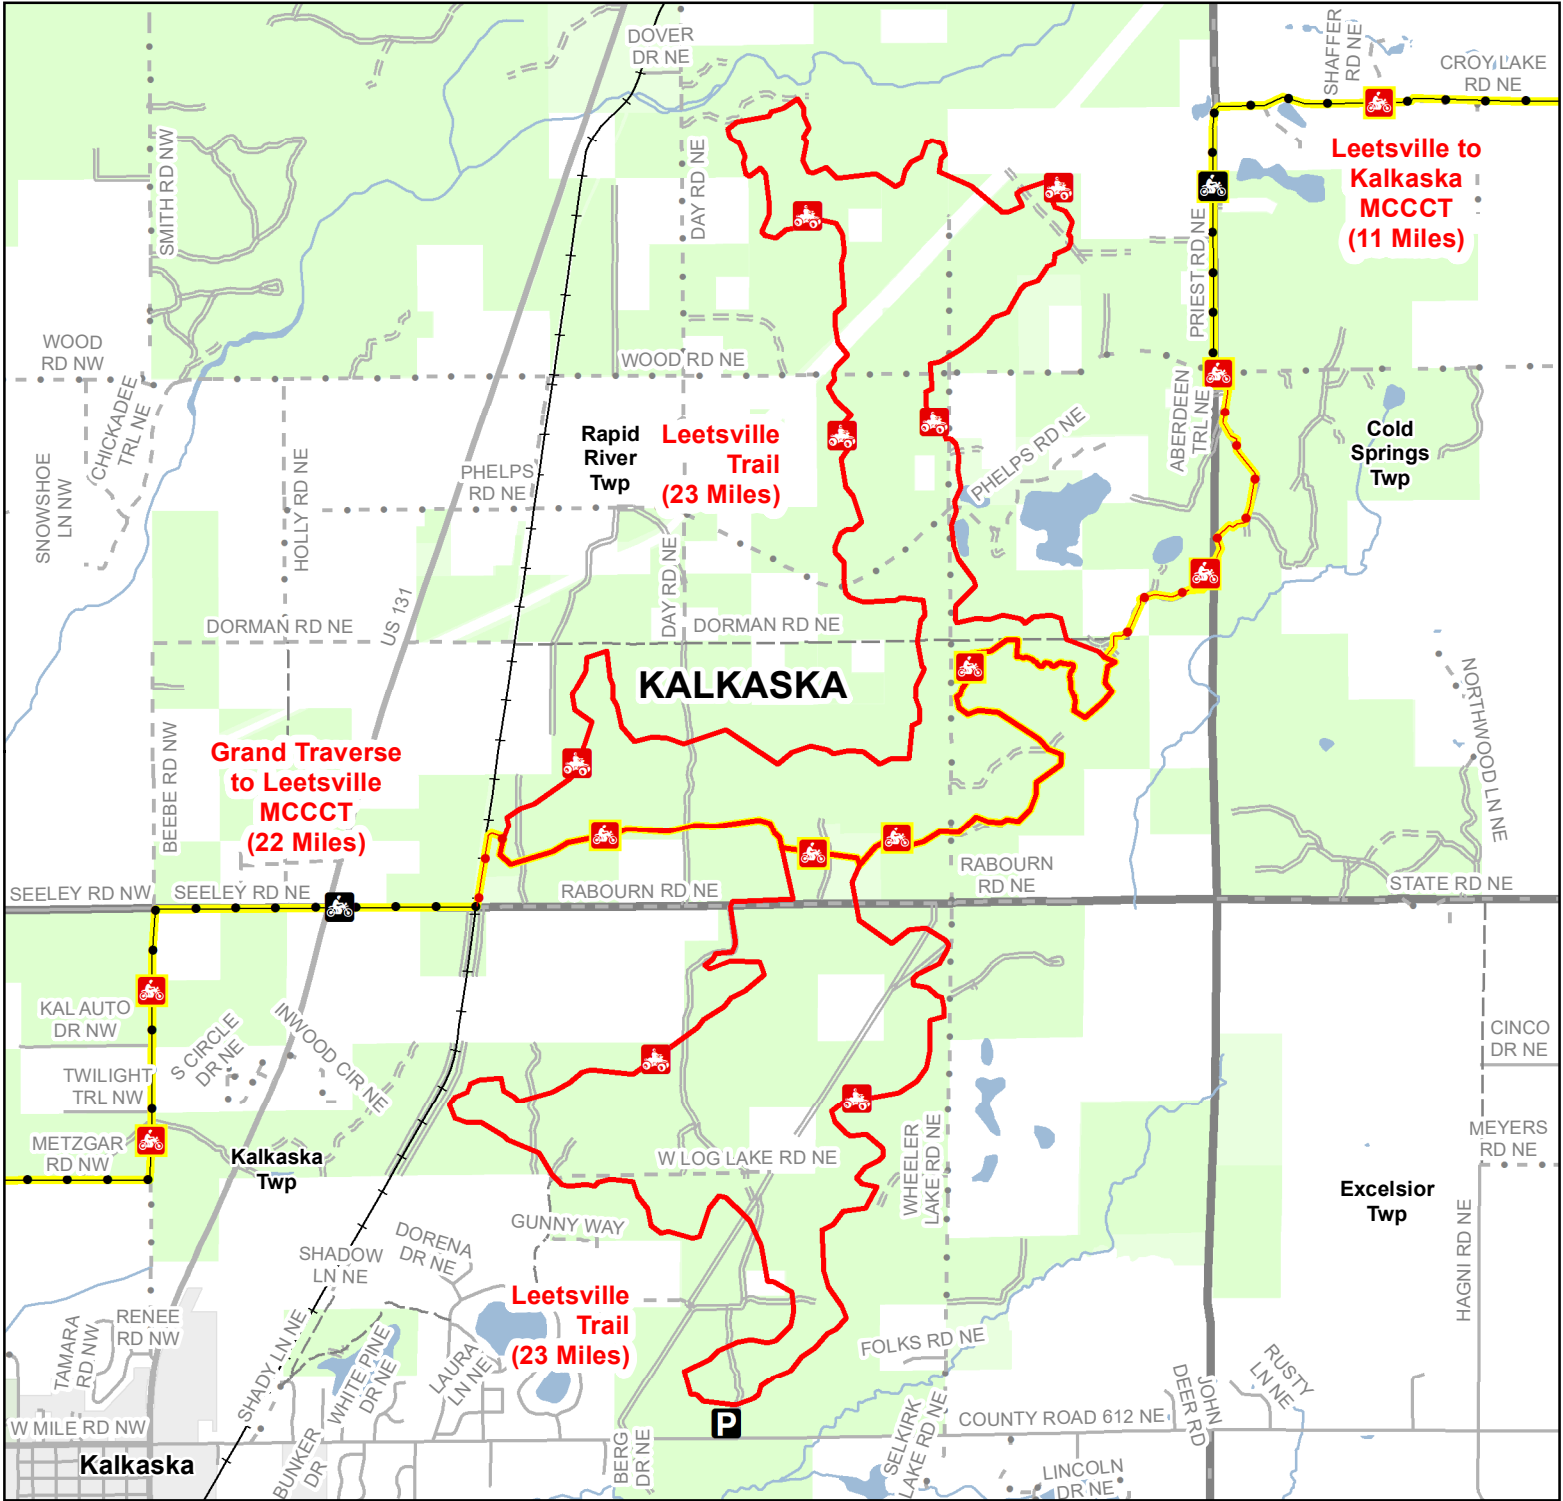 DOVER
DR NE
SHAFFER
RD NE
CROY LAKE
RD NE
Leetsville to
Kalkaska
MCCCT
(11 Miles)
SMITH RD NW
DAY RD NE
PRIEST RD NE
WOOD
RD NW
WOOD RD NE
CHICKADEE
TRL NE
SNOWSHOE
LN NW
HOLLY RD NE
PHELPS
RD NE
Rapid
River
Twp
Leetsville
Trail
(23 Miles)
PHELPS RD NE
ABERDEEN
TRL NE
Cold
Springs
Twp
DAY RD NE
US 131
DORMAN RD NE
DORMAN RD NE
KALKASKA
NORTHWOOD LN NE
BEEBE RD NW
Grand Traverse
to Leetsville
MCCCT
(22 Miles)
SEELEY RD NW
SEELEY RD NE
RABOURN RD NE
RABOURN
RD NE
STATE RD NE
KAL AUTO
DR NW
S CIRCLE
DR NE
INWOOD CIR NE
TWILIGHT
TRL NW
METZGAR
RD NW
Kalkaska
Twp
W LOG LAKE RD NE
WHEELER
LAKE RD NE
CINCO
DR NE
MEYERS
RD NE
Excelsior
Twp
HAGNI RD NE
GUNNY WAY
DORENA
DR NE
SHADOW
LN NE
Leetsville
Trail
(23 Miles)
RENEE
RD NW
TAMARA
RD NW
SHADY LN NE
WHITE PINE
DR NE
LAURA
LN NE
FOLKS RD NE
JOHN
DEER RD
RUSTY
LN NE
W MILE RD NW
Kalkaska
BUNKER
DR
BERG
DR NE
P
SELKIRK
LAKE RD NE
COUNTY ROAD 612 NE
LINCOLN
DR NE